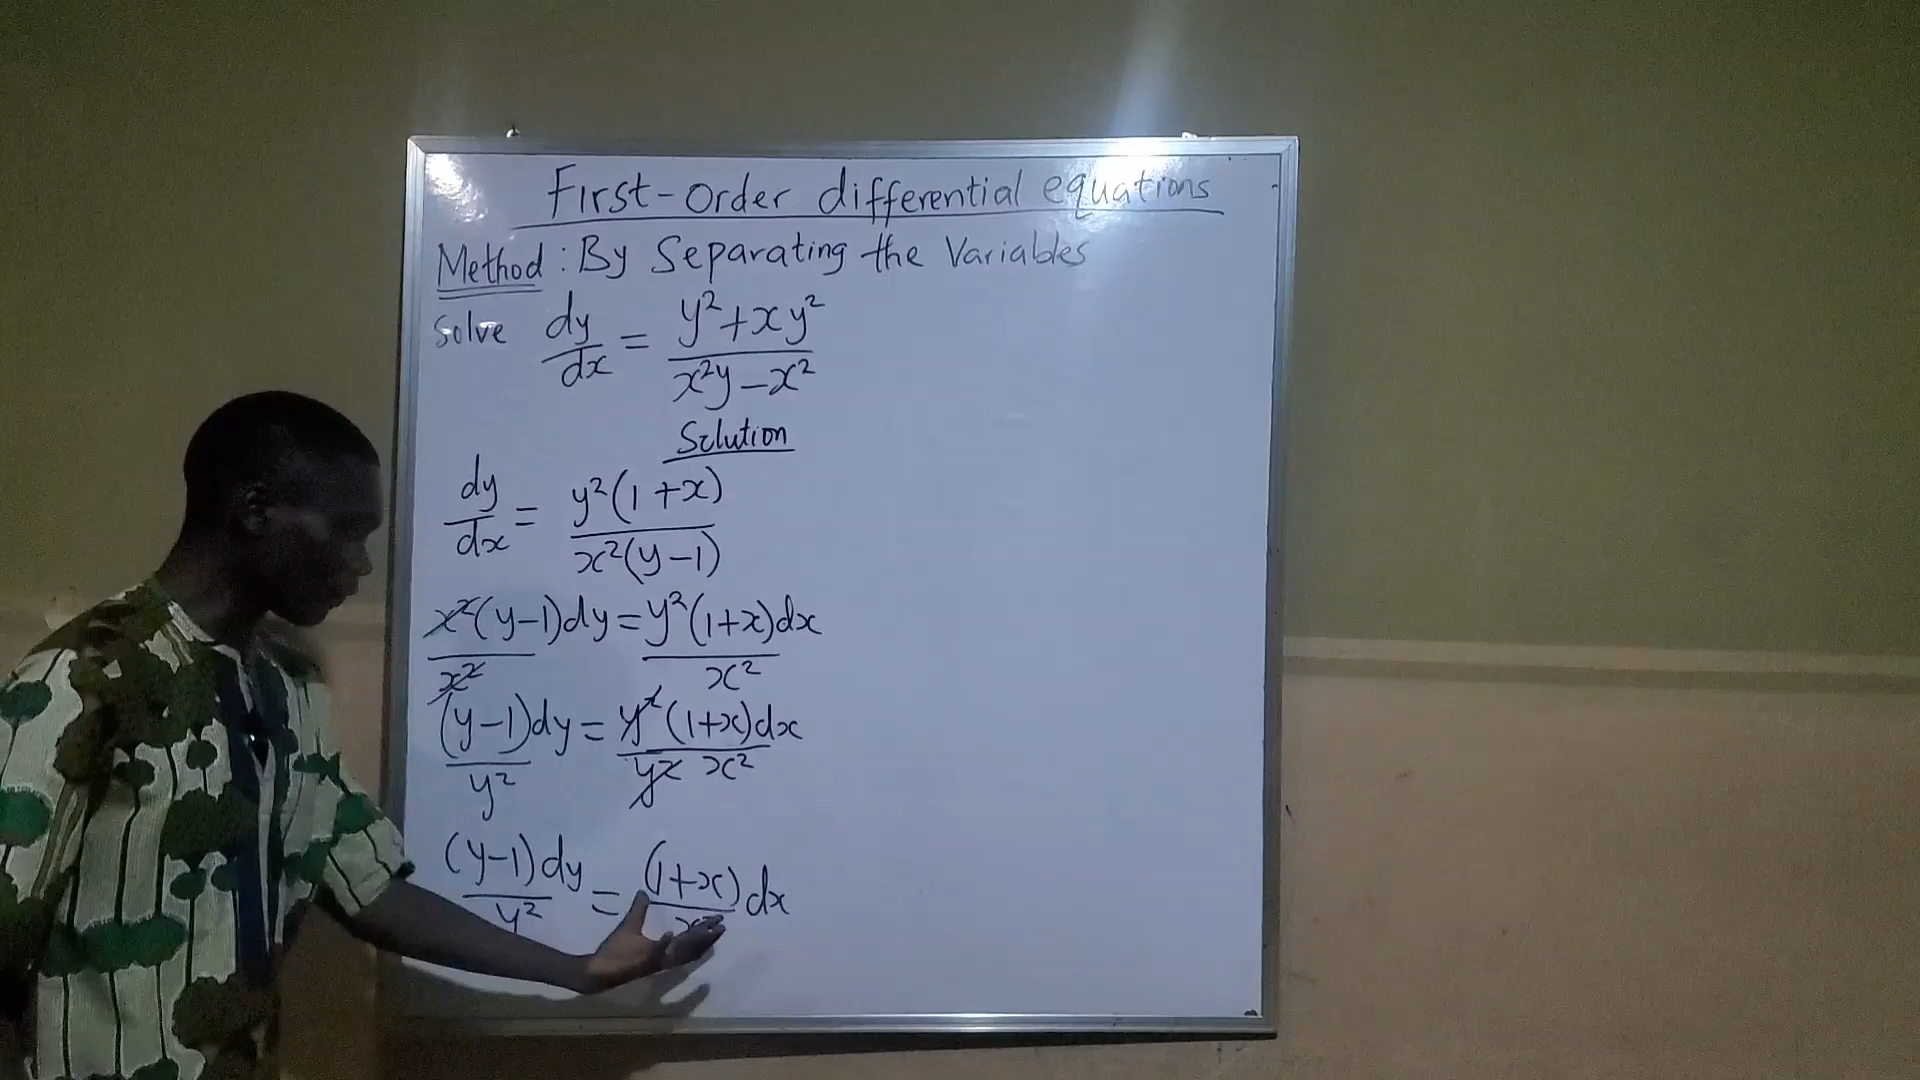 First-Order differential equations
Method: By Separating the Variables
Solve dy/dx = (y²+xy²)/(x²y-x²)
Solution
dy/dx = y²(1+x)/x²(y-1)
x²(y-1)dy/x² = y²(1+x)dx/x²
(y-1)dy/y² = y²(1+x)dx/y²x²
(y-1)dy/y² = (1+x)dx/x²